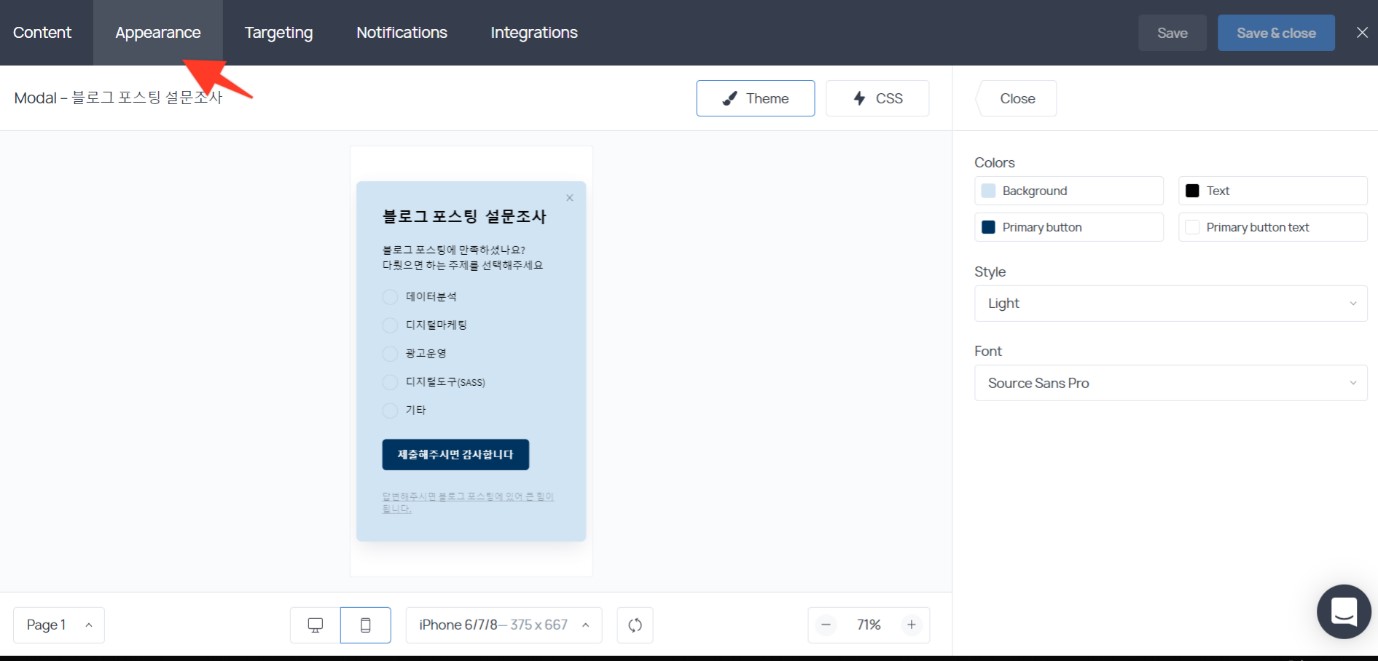 Content Appearance Targeting Notifications Integrations Save Save & close
Modal – 블로그 포스팅 설문조사 Theme CSS Close
블로그 포스팅 설문조사
블로그 포스팅에 만족하셨나요?
다뤘으면 하는 주제를 선택해주세요
데이터분석
디지털마케팅
광고운영
디지털도구(SASS)
기타
제출해주시면 감사합니다
답변해주시면 블로그 포스팅에 있어 큰 힘이
됩니다.
Colors
Background Text
Primary button Primary button text
Style
Light
Font
Source Sans Pro
Page 1 iPhone 6/7/8– 375 x 667 71%